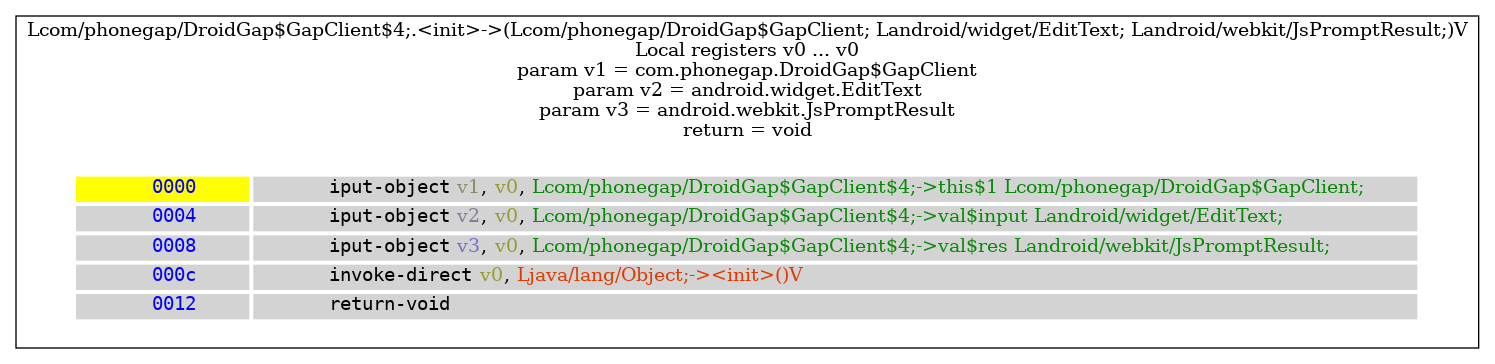 Lcom/phonegap/DroidGap$GapClient$4;.<init>->(Lcom/phonegap/DroidGap$GapClient; Landroid/widget/EditText; Landroid/webkit/JsPromptResult;)V
Local registers v0 ... v0
param v1 = com.phonegap.DroidGap$GapClient
param v2 = android.widget.EditText
param v3 = android.webkit.JsPromptResult
return = void
0000 iput-object v1, v0, Lcom/phonegap/DroidGap$GapClient$4;->this$1 Lcom/phonegap/DroidGap$GapClient;
0004 iput-object v2, v0, Lcom/phonegap/DroidGap$GapClient$4;->val$input Landroid/widget/EditText;
0008 iput-object v3, v0, Lcom/phonegap/DroidGap$GapClient$4;->val$res Landroid/webkit/JsPromptResult;
000c invoke-direct v0, Ljava/lang/Object;-><init>()V
0012 return-void